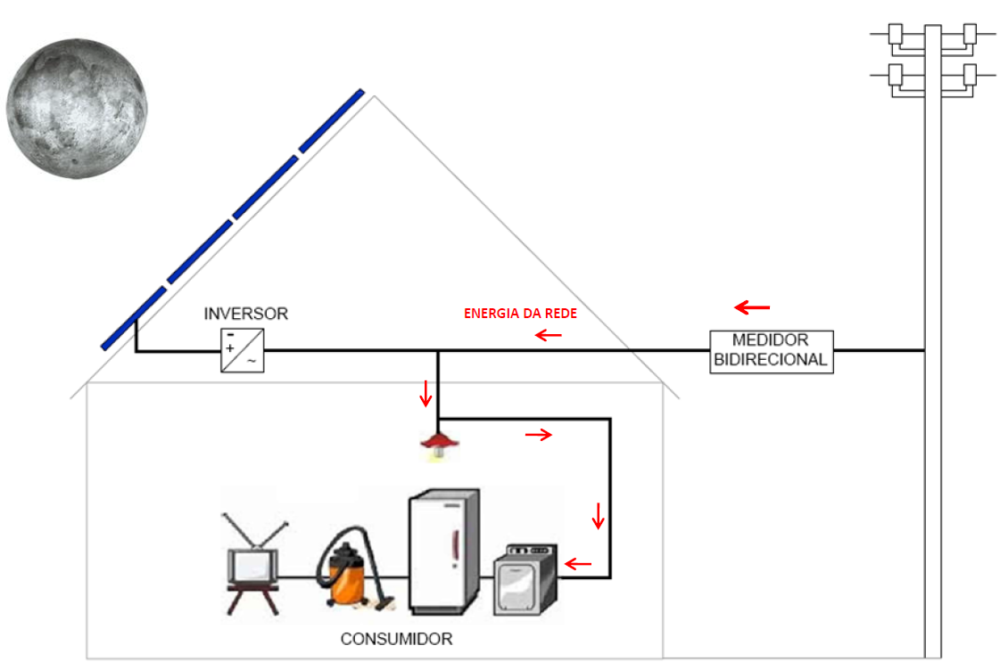 INVERSOR
ENERGIA DA REDE
MEDIDOR
BIDIRECIONAL
- 
+
~
CONSUMIDOR